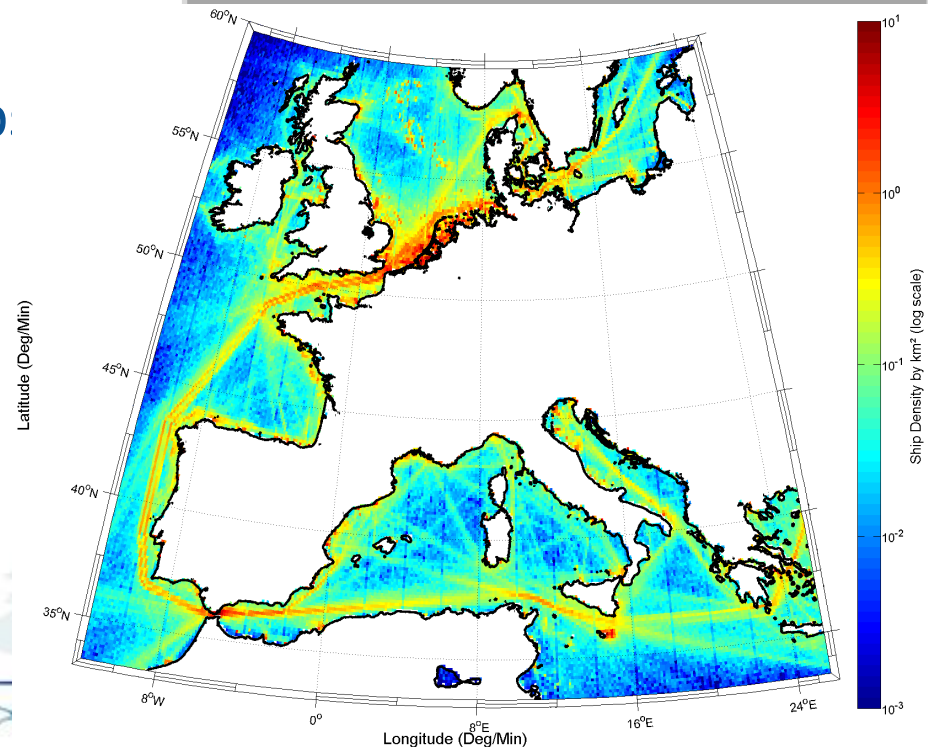 60°N
55°N
50°N
45°N
40°N
35°N
8°W
0°
8°E
16°E
24°E
Longitude (Deg/Min)
Latitude (Deg/Min)
10¹
10⁰
10⁻¹
10⁻²
10⁻³
Ship Density by km² (log scale)